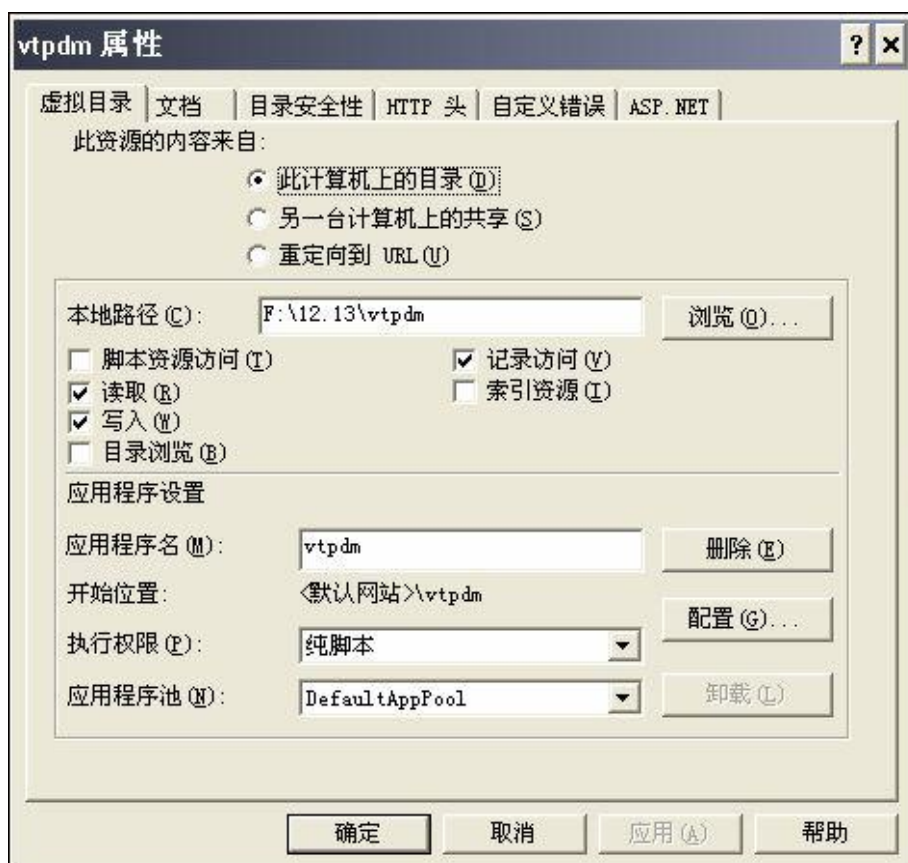 vtpdm 属性
虚拟目录 文档 目录安全性 HTTP 头 自定义错误 ASP.NET
此资源的内容来自:
此计算机上的目录(D)
另一台计算机上的共享(S)
重定向到 URL(U)
本地路径(C): F:\12.13\vtpdm 浏览(O)...
脚本资源访问(T) 记录访问(V)
读取(R) 索引资源(I)
写入(W)
目录浏览(B)
应用程序设置
应用程序名(M): vtpdm 删除(E)
开始位置: <默认网站>\vtpdm
配置(G)...
执行权限(P): 纯脚本
应用程序池(N): DefaultAppPool 卸载(L)
确定 取消 应用(A) 帮助